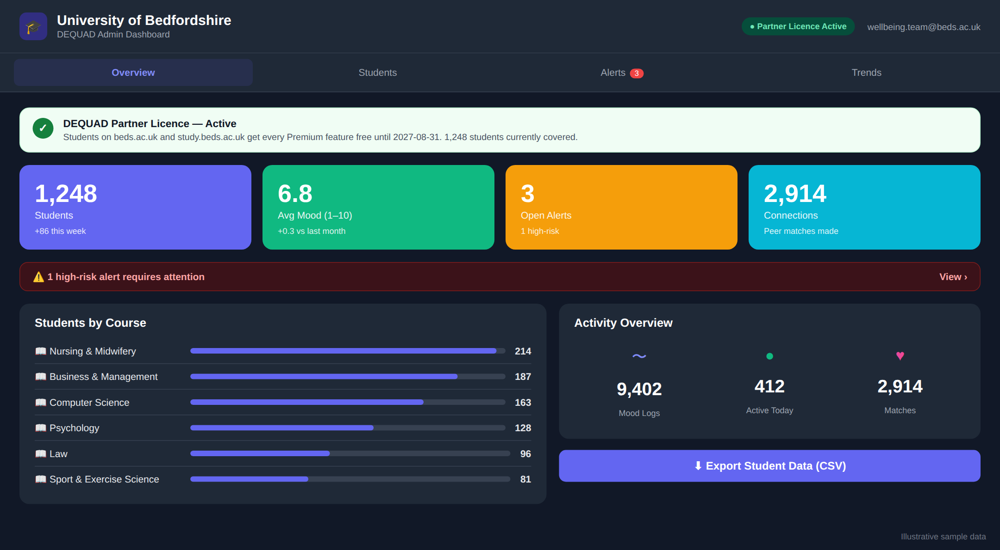 University of Bedfordshire
DEQUAD Admin Dashboard
● Partner Licence Active
wellbeing.team@beds.ac.uk
Overview
Students
Alerts 3
Trends
✓
DEQUAD Partner Licence — Active
Students on beds.ac.uk and study.beds.ac.uk get every Premium feature free until 2027-08-31. 1,248 students currently covered.
1,248
Students
+86 this week
6.8
Avg Mood (1–10)
+0.3 vs last month
3
Open Alerts
1 high-risk
2,914
Connections
Peer matches made
⚠️ 1 high-risk alert requires attention
View ›
Students by Course
📖 Nursing & Midwifery 214
📖 Business & Management 187
📖 Computer Science 163
📖 Psychology 128
📖 Law 96
📖 Sport & Exercise Science 81
Activity Overview
9,402
Mood Logs
412
Active Today
2,914
Matches
⬇ Export Student Data (CSV)
Illustrative sample data